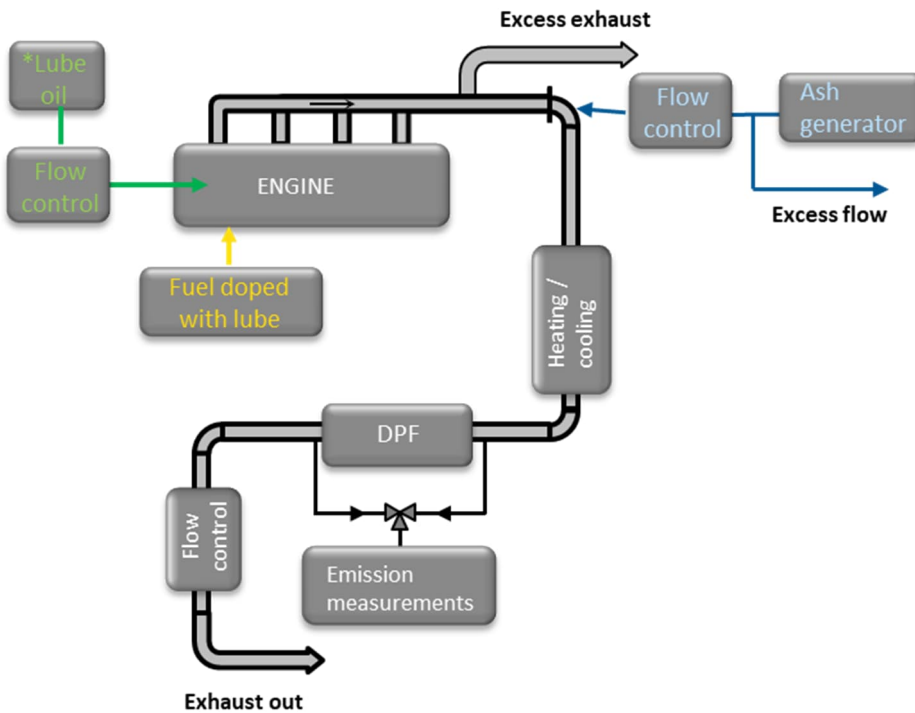 Excess exhaust
*Lube
oil
Flow
control
Ash
generator
Flow
control
ENGINE
Excess flow
Fuel doped
with lube
Heating /
cooling
DPF
Flow
control
Emission
measurements
Exhaust out